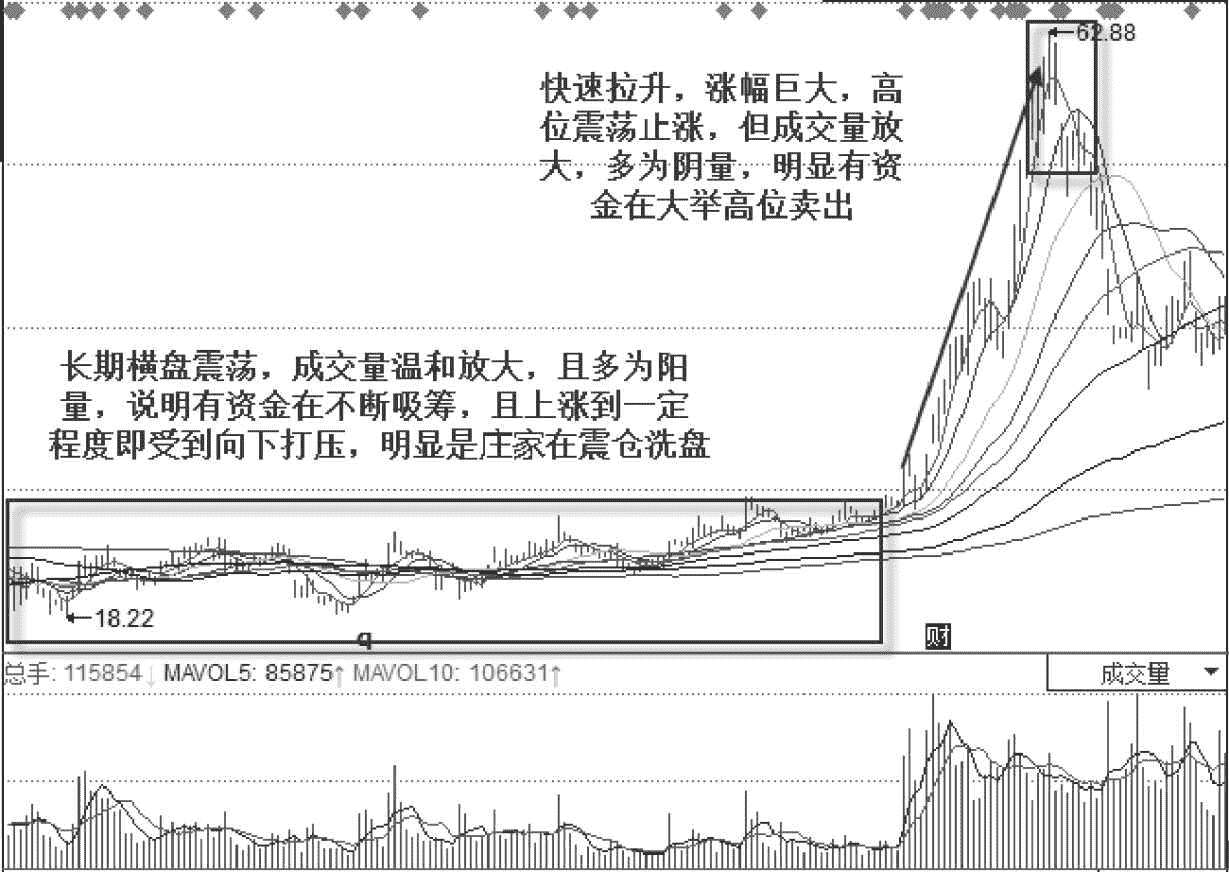 62.88
快速拉升，涨幅巨大，高
位震荡止涨，但成交量放
大，多为阴量，明显有资
金在大举高位卖出
长期横盘震荡，成交量温和放大，且多为阳
量，说明有资金在不断吸筹，且上涨到一定
程度即受到向下打压，明显是庄家在震仓洗盘
18.22
q
财
总手: 115854↓ MAVOL5: 85875↑ MAVOL10: 106631↑
成交量